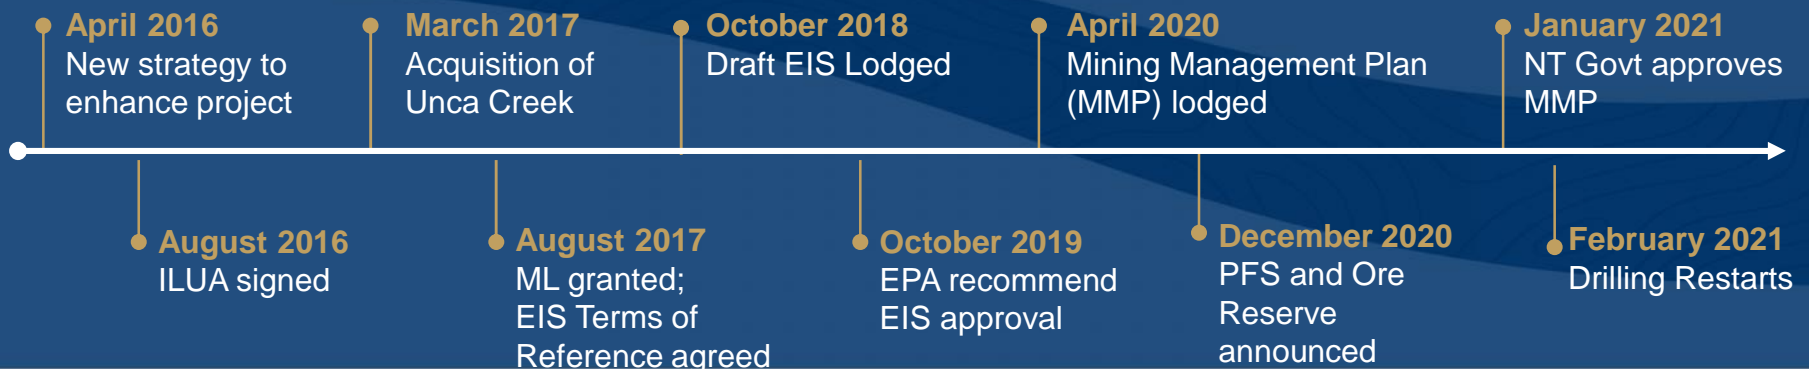 April 2016
New strategy to
enhance project
March 2017
Acquisition of
Unca Creek
October 2018
Draft EIS Lodged
April 2020
Mining Management Plan
(MMP) lodged
January 2021
NT Govt approves
MMP
August 2016
ILUA signed
August 2017
ML granted;
EIS Terms of
Reference agreed
October 2019
EPA recommend
EIS approval
December 2020
PFS and Ore
Reserve
announced
February 2021
Drilling Restarts